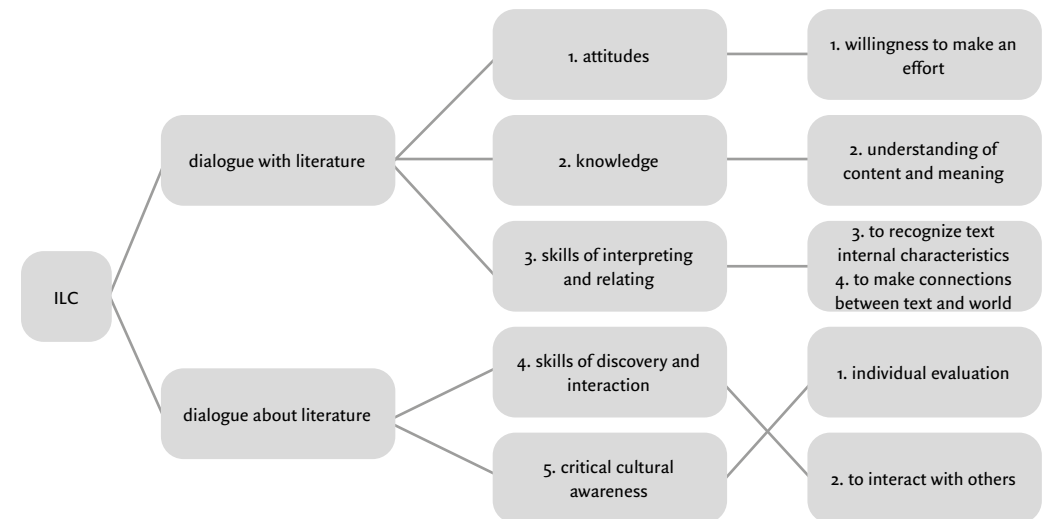 1. attitudes
1. willingness to make an
effort
dialogue with literature
2. knowledge
2. understanding of
content and meaning
3. skills of interpreting
and relating
3. to recognize text
internal characteristics
4. to make connections
between text and world
ILC
4. skills of discovery and
interaction
1. individual evaluation
dialogue about literature
5. critical cultural
awareness
2. to interact with others